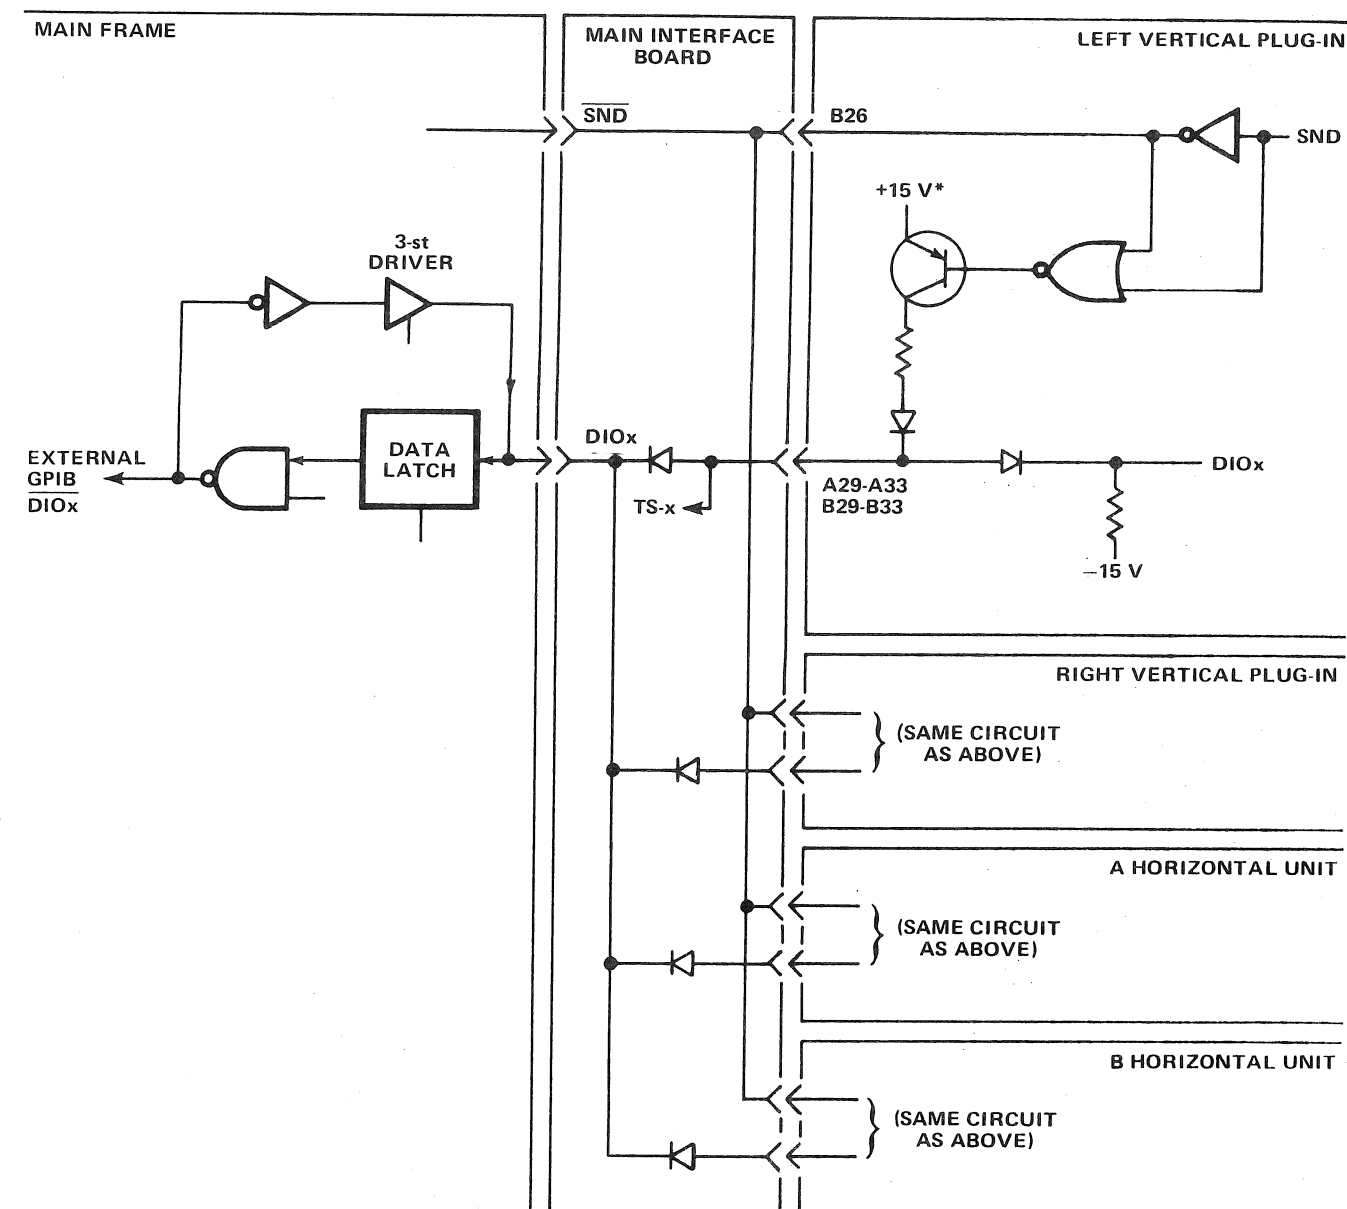 MAIN FRAME
MAIN INTERFACE
BOARD
LEFT VERTICAL PLUG-IN
SND
B26
SND
+15 V*
3-st
DRIVER
DATA
LATCH
EXTERNAL
GPIB
DIOx
DIOx
TS-x
A29-A33
B29-B33
DIOx
—15 V
RIGHT VERTICAL PLUG-IN
(SAME CIRCUIT
AS ABOVE)
A HORIZONTAL UNIT
(SAME CIRCUIT
AS ABOVE)
B HORIZONTAL UNIT
(SAME CIRCUIT
AS ABOVE)